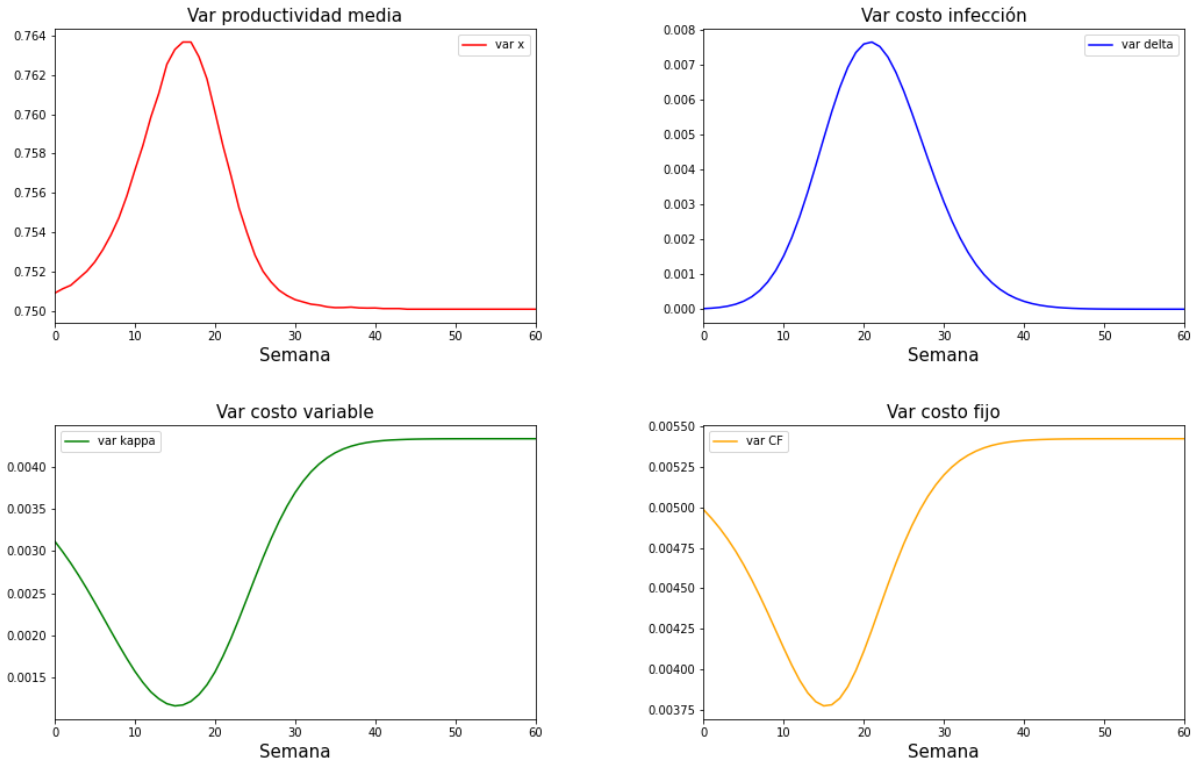 Var productividad media
0.764
0.762
0.760
0.758
0.756
0.754
0.752
0.750
var x
0 10 20 30 40 50 60
Semana
Var costo infección
0.008
0.007
0.006
0.005
0.004
0.003
0.002
0.001
0.000
var delta
0 10 20 30 40 50 60
Semana
Var costo variable
var kappa
0.0040
0.0035
0.0030
0.0025
0.0020
0.0015
0 10 20 30 40 50 60
Semana
Var costo fijo
0.00550
var CF
0.00525
0.00500
0.00475
0.00450
0.00425
0.00400
0.00375
0 10 20 30 40 50 60
Semana